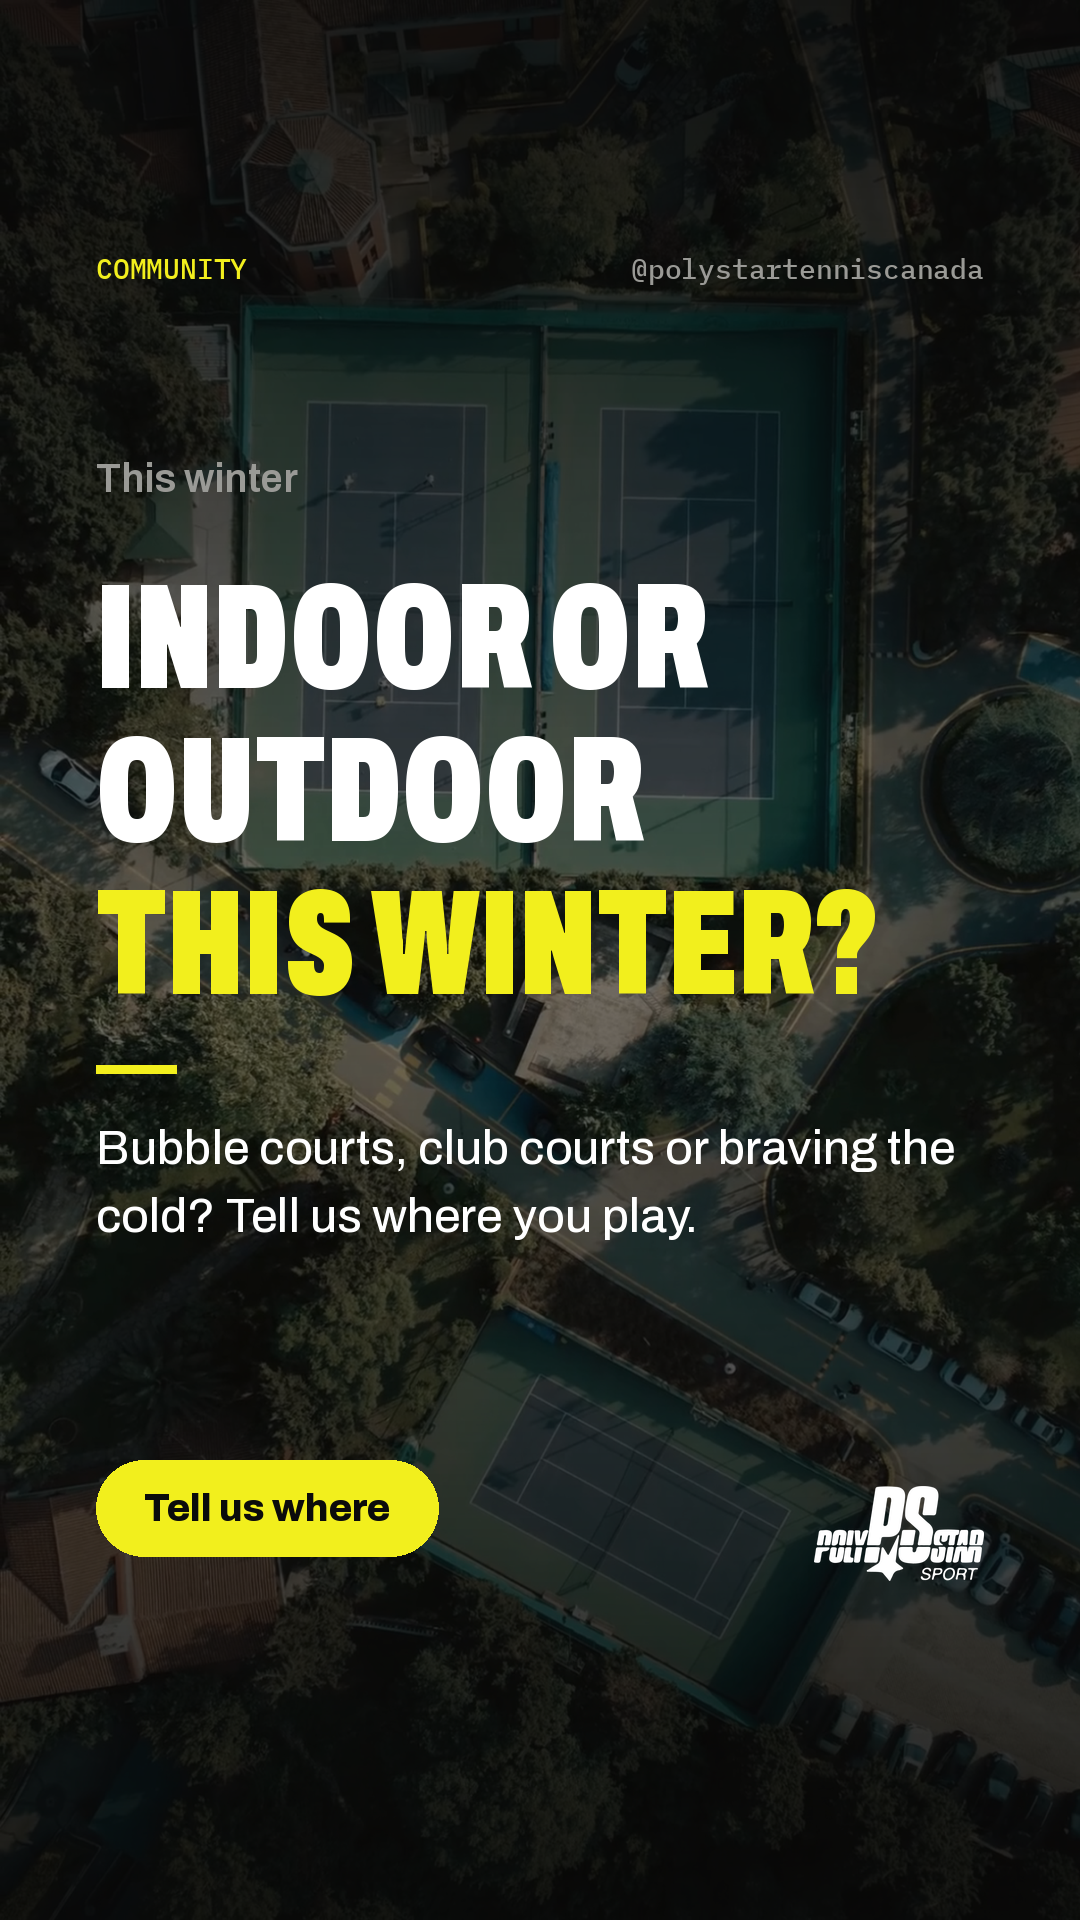 COMMUNITY
@polystartenniscanada
This winter
INDOOR OR
OUTDOOR
THIS WINTER?
Bubble courts, club courts or braving the
cold? Tell us where you play.
Tell us where
POLY PS STAR
SPORT